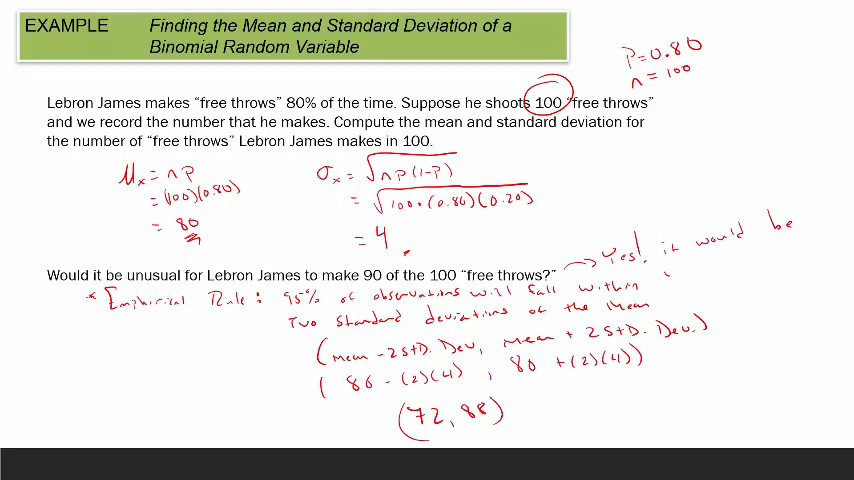 EXAMPLE Finding the Mean and Standard Deviation of a
Binomial Random Variable
P=0.80
n = 100
Lebron James makes “free throws” 80% of the time. Suppose he shoots 100 “free throws”
and we record the number that he makes. Compute the mean and standard deviation for
the number of “free throws” Lebron James makes in 100.
μx = np
= (100)(0.80)
= 80
σx = √np(1-p)
= √100·(0.80)(0.20)
= 4
Would it be unusual for Lebron James to make 90 of the 100 “free throws?” → Yes! it would be
* Empirical Rule: 95% of observations will fall within
Two standard deviations of the mean
(mean - 2 std. Dev, mean + 2 std. Dev.)
( 80 - (2)(4) , 80 + (2)(4) )
(72, 88)